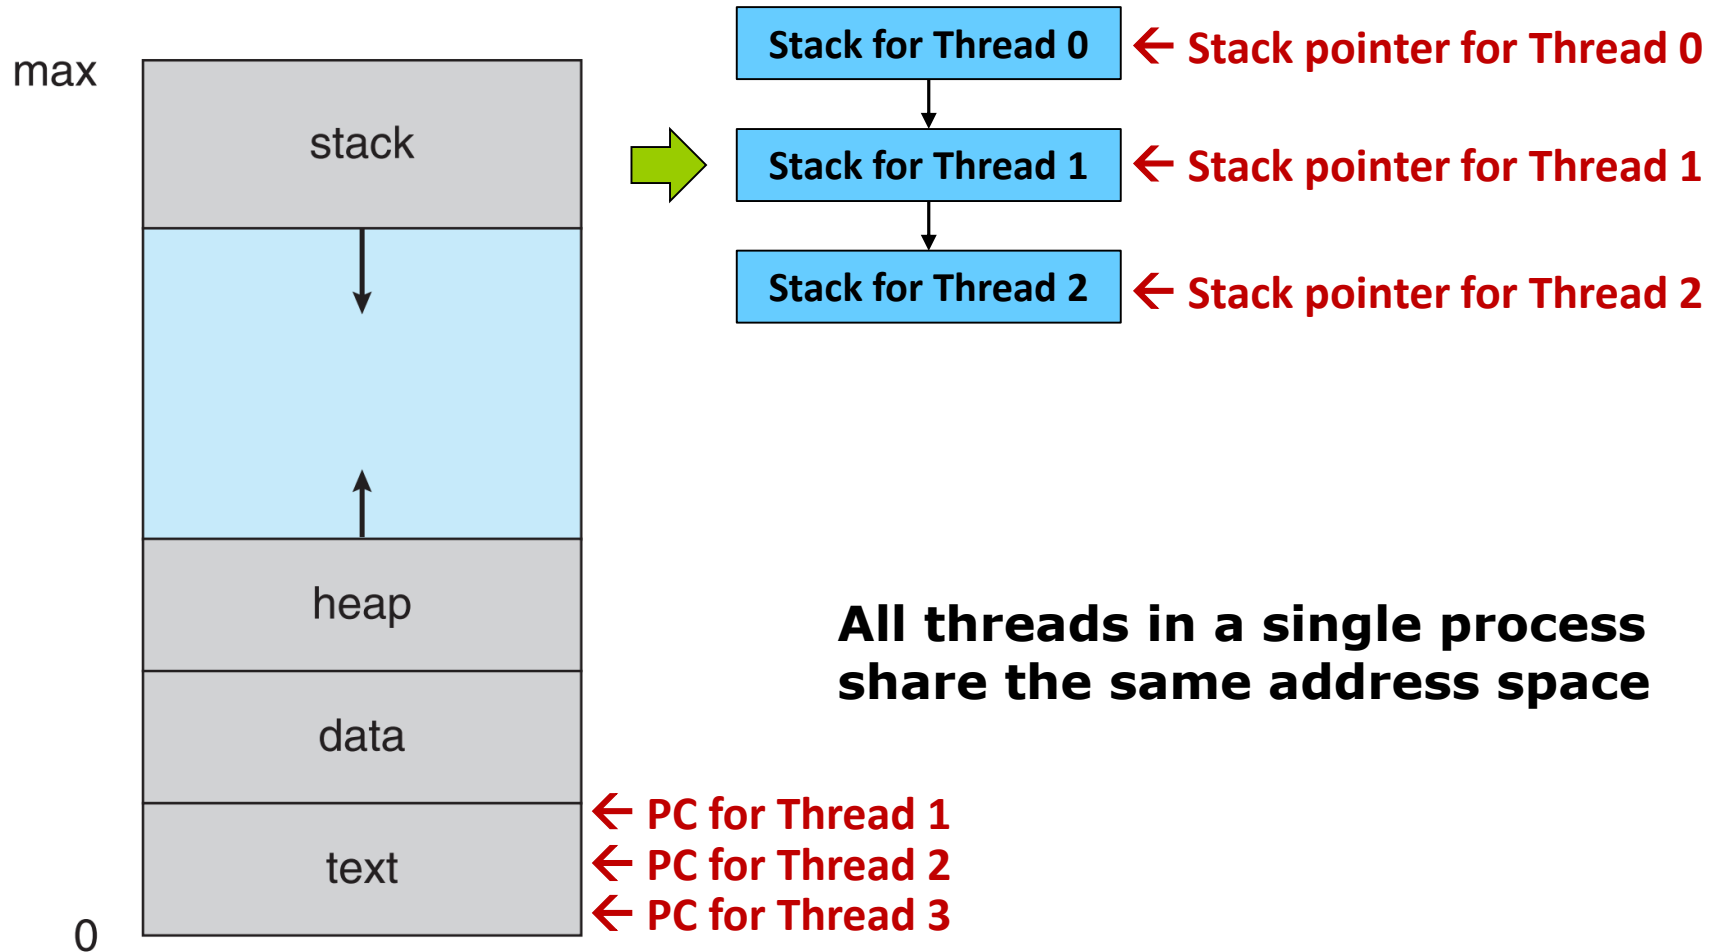 max
stack
Stack for Thread 0
← Stack pointer for Thread 0
Stack for Thread 1
← Stack pointer for Thread 1
Stack for Thread 2
← Stack pointer for Thread 2
heap
data
text
0
All threads in a single process
share the same address space
← PC for Thread 1
← PC for Thread 2
← PC for Thread 3